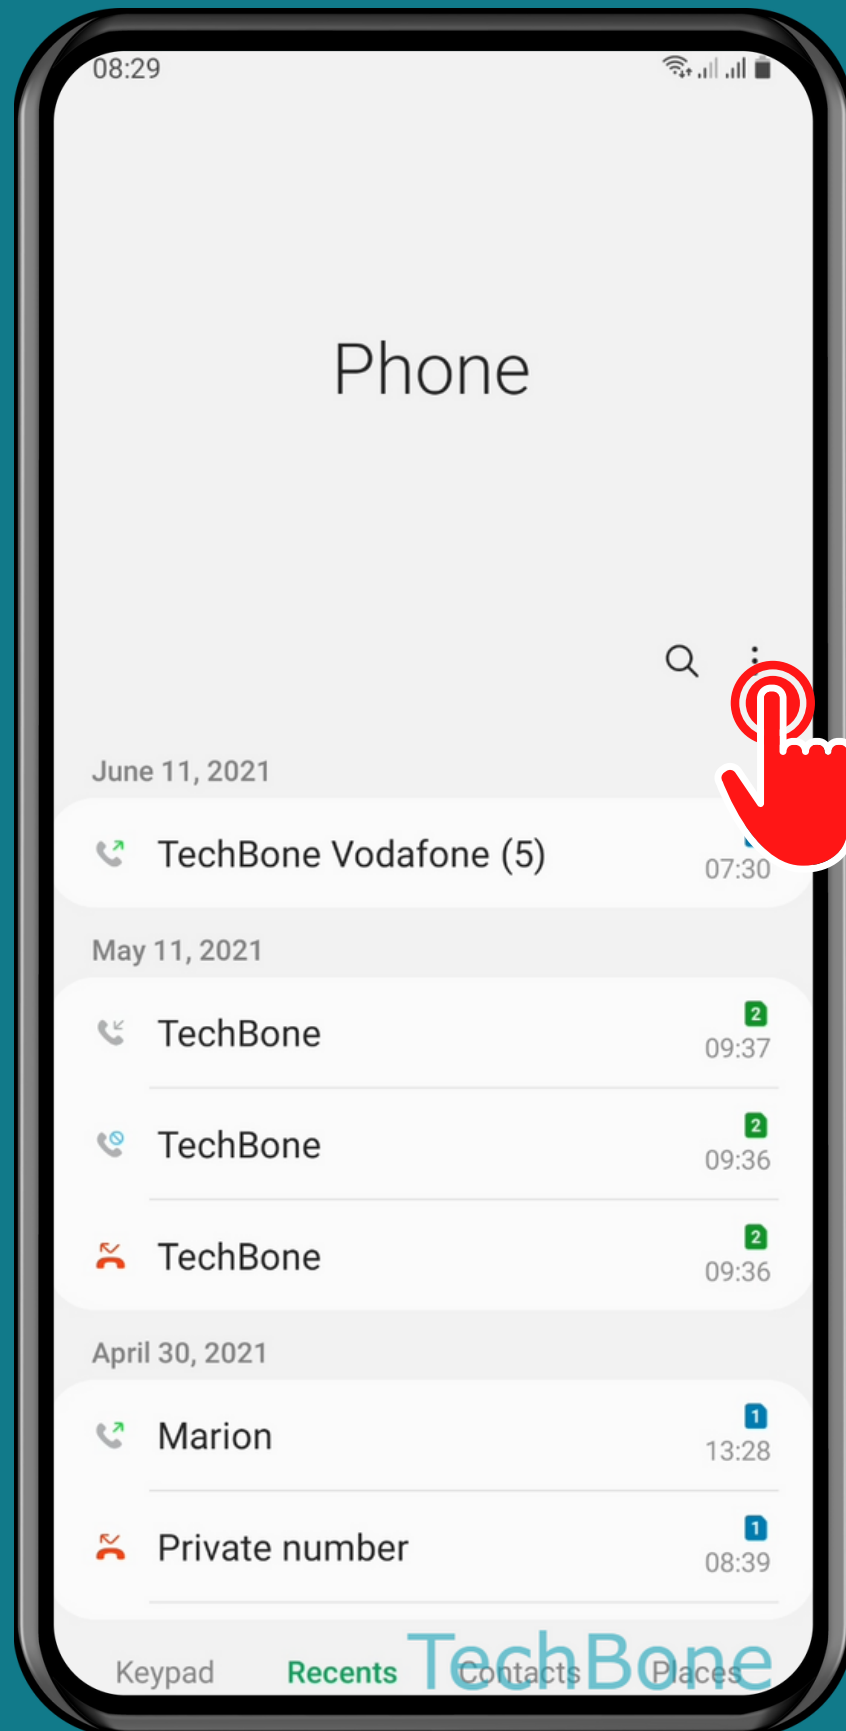 08:29
Phone
June 11, 2021
TechBone Vodafone (5)
07:30
May 11, 2021
2
TechBone
09:37
2
TechBone
09:36
2
TechBone
09:36
April 30, 2021
1
Marion
13:28
1
Private number
08:39
Keypad Recents Contacts Places
TechBone